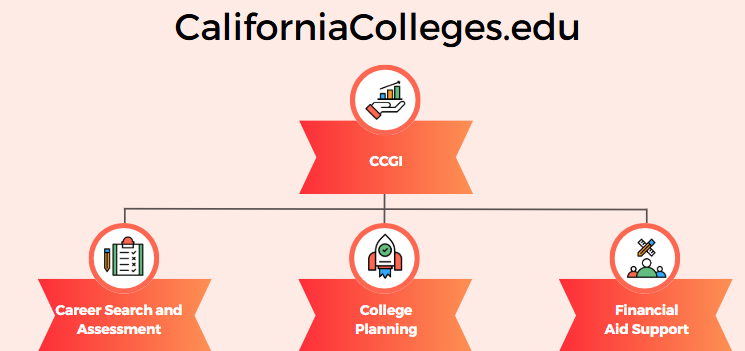 CaliforniaColleges.edu
CCGI
Career Search and
Assessment
College
Planning
Financial
Aid Support